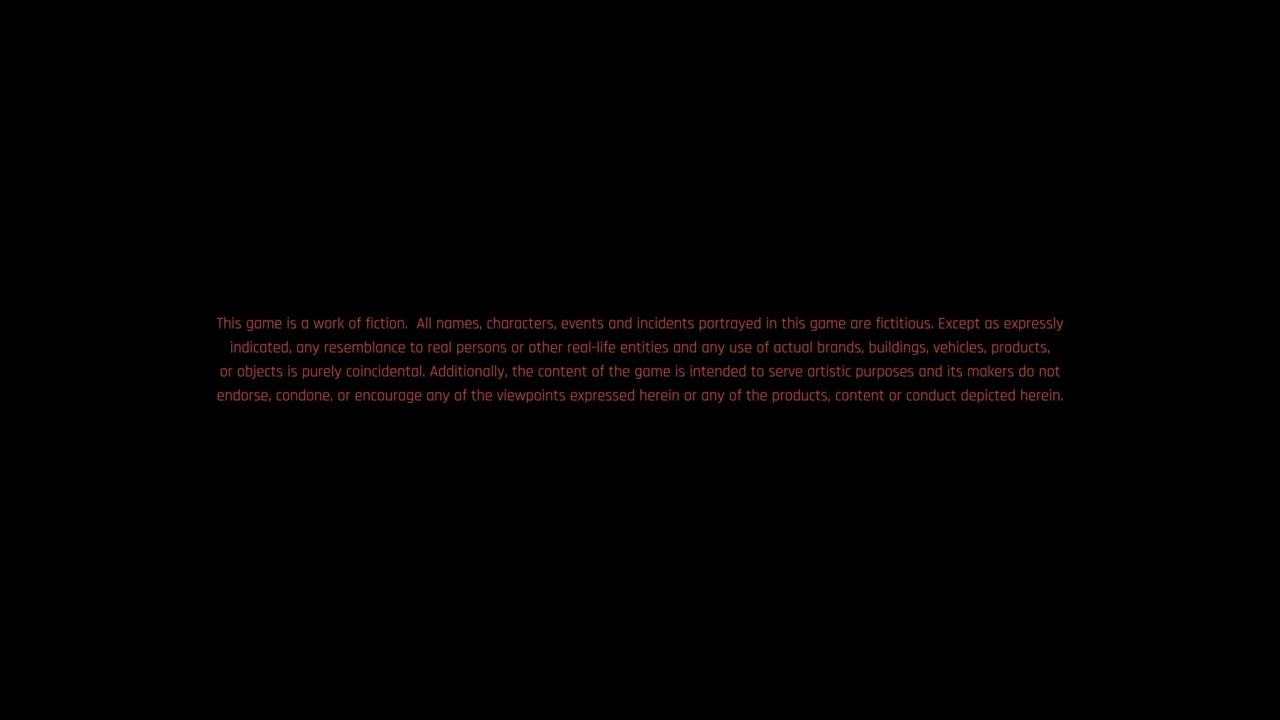 This game is a work of fiction.  All names, characters, events and incidents portrayed in this game are fictitious. Except as expressly
indicated, any resemblance to real persons or other real-life entities and any use of actual brands, buildings, vehicles, products,
or objects is purely coincidental. Additionally, the content of the game is intended to serve artistic purposes and its makers do not
endorse, condone, or encourage any of the viewpoints expressed herein or any of the products, content or conduct depicted herein.